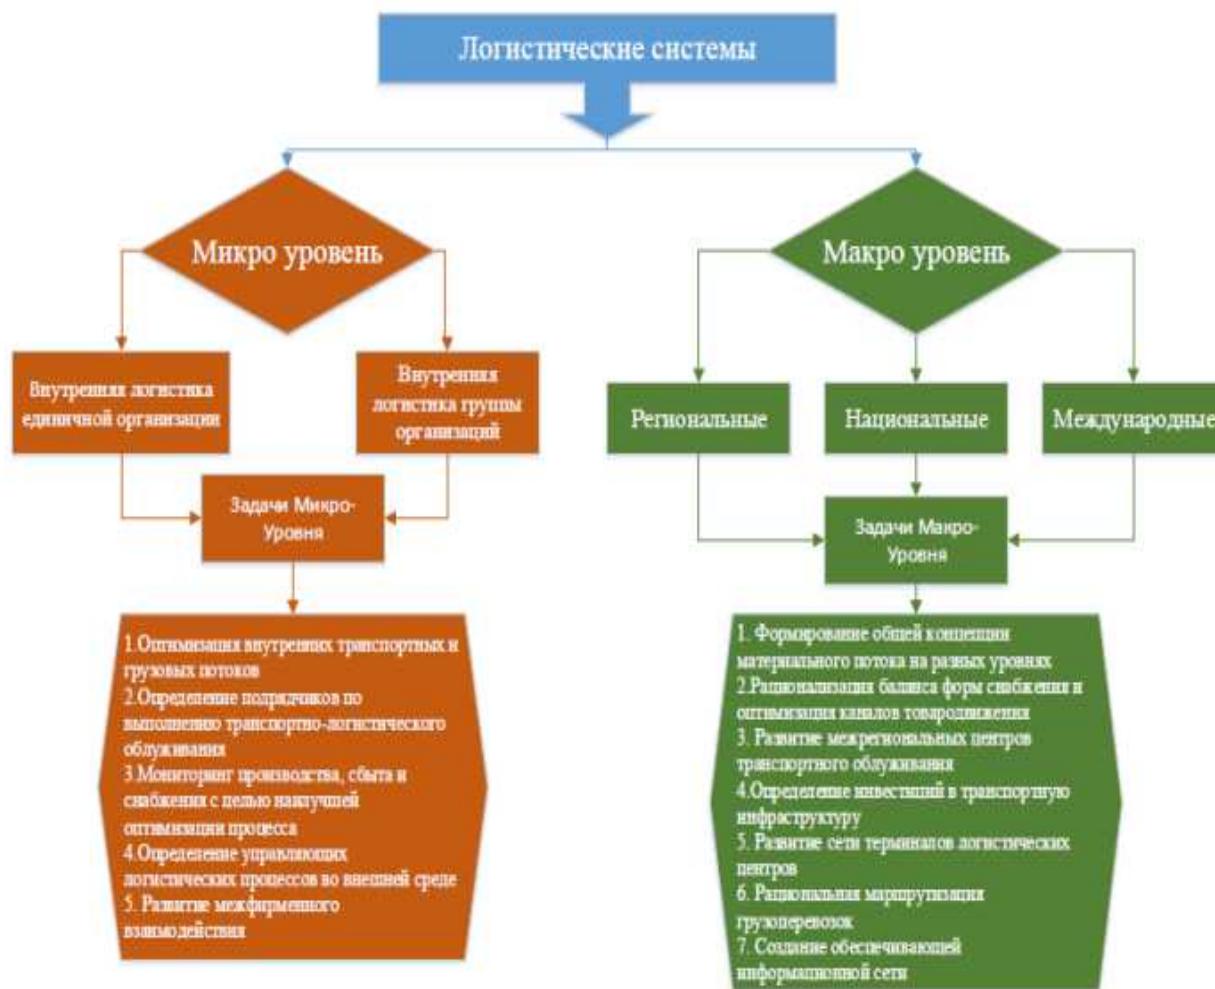 Логистические системы
Микро уровень
Макро уровень
Внутренняя логистика
единичной организации
Внутренняя
логистика группы
организаций
Региональные
Национальные
Международные
Задачи Микро-
Уровня
Задачи Макро-
Уровня
1.Оптимизация внутренних транспортных и
грузовых потоков
2.Определение подрядчиков по
выполнению транспортно-логистического
облуживания
3.Мониторинг производства, сбыта и
снабжения с целью наилучшей
оптимизации процесса
4.Определение управляющих
логистических процессов во внешней среде
5. Развитие межфирменного
взаимодействия
1. Формирование общей концепции
материального потока на разных уровнях
2.Рационализация баланса формы снабжения и
оптимизация каналов товародвижения
3. Развитие межрегиональных центров
транспортного облуживания
4.Определение инвестиций в транспортную
инфраструктуру
5. Развитие сети терминалов логистических
центров
6. Рациональная маршрутизация
грузоперевозок
7. Создание обеспечивающей
информационной сети